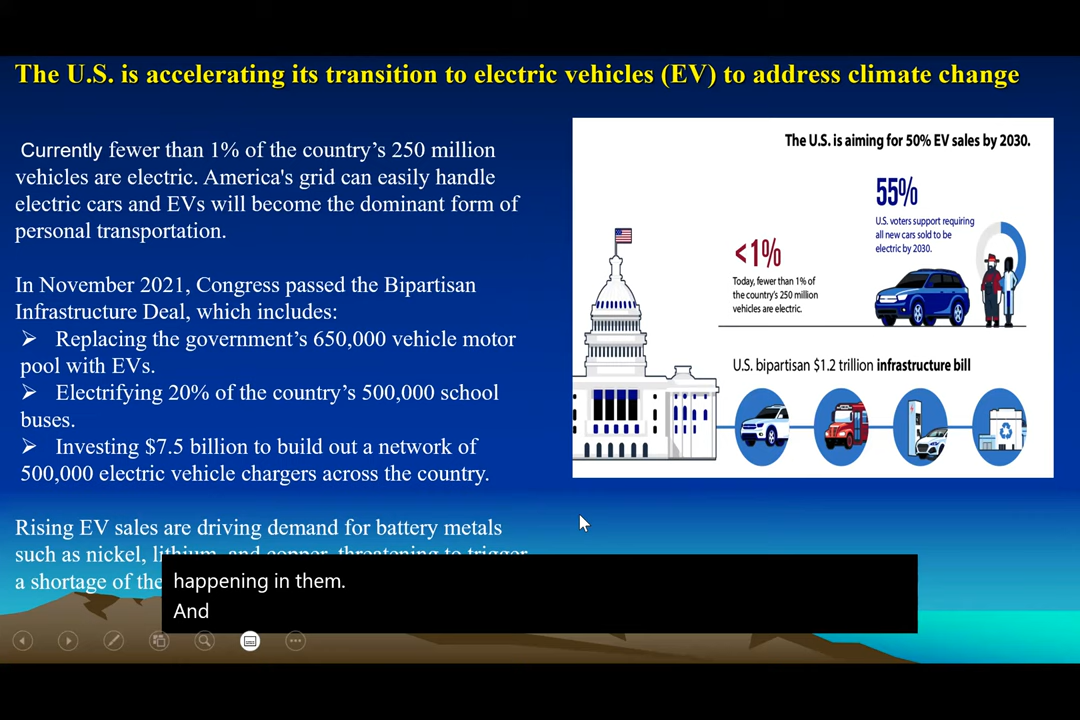 The U.S. is accelerating its transition to electric vehicles (EV) to address climate change
Currently fewer than 1% of the country's 250 million
vehicles are electric. America's grid can easily handle
electric cars and EVs will become the dominant form of
personal transportation.
In November 2021, Congress passed the Bipartisan
Infrastructure Deal, which includes:
➢ Replacing the government's 650,000 vehicle motor
pool with EVs.
➢ Electrifying 20% of the country's 500,000 school
buses.
➢ Investing $7.5 billion to build out a network of
500,000 electric vehicle chargers across the country.
Rising EV sales are driving demand for battery metals
such as nickel, lithium, and copper, threatening to trigger
a shortage of the
The U.S. is aiming for 50% EV sales by 2030.
55%
U.S. voters support requiring
all new cars sold to be
electric by 2030.
<1%
Today, fewer than 1% of
the country's 250 million
vehicles are electric.
U.S. bipartisan $1.2 trillion infrastructure bill
happening in them.
And